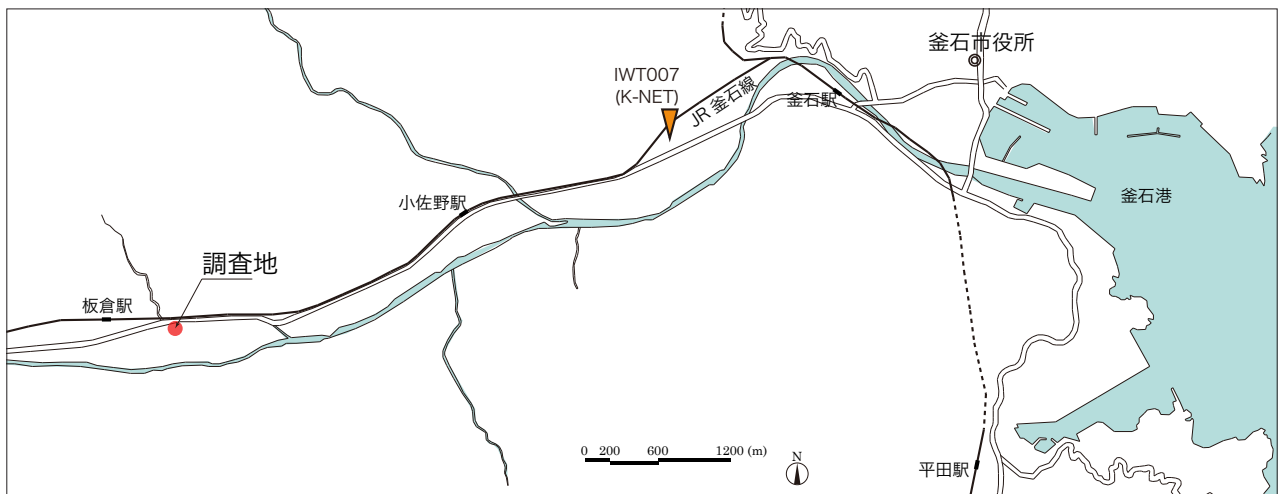 釜石市役所
IWT007
(K-NET)
JR 釜石線
釜石駅
釜石港
小佐野駅
調査地
板倉駅
0 200 600 1200 (m)
N
平田駅